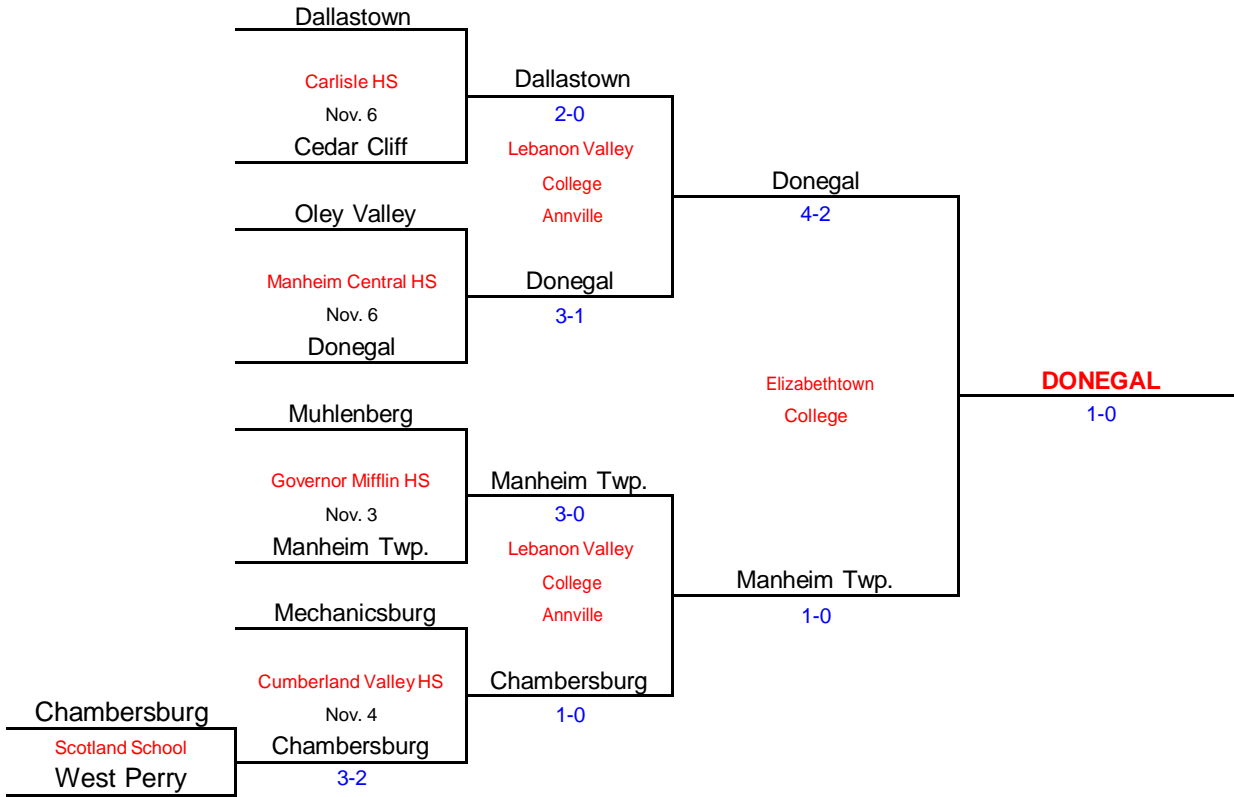 Dallastown
Carlisle HS
Nov. 6
Cedar Cliff
Dallastown
2-0
Lebanon Valley
College
Annville
Oley Valley
Manheim Central HS
Nov. 6
Donegal
Donegal
3-1
Donegal
4-2
Muhlenberg
Governor Mifflin HS
Nov. 3
Manheim Twp.
Manheim Twp.
3-0
Lebanon Valley
College
Annville
Mechanicsburg
Cumberland Valley HS
Nov. 4
Chambersburg
3-2
Chambersburg
Scotland School
West Perry
Chambersburg
1-0
Manheim Twp.
1-0
Elizabethtown
College
DONEGAL
1-0